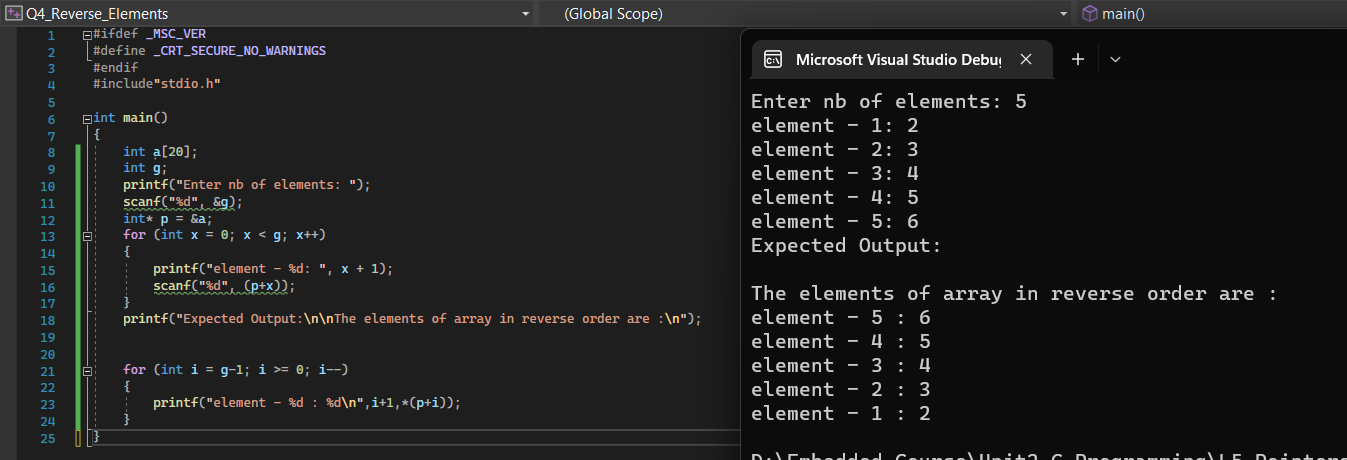 Q4_Reverse_Elements (Global Scope) main()
1 #ifdef _MSC_VER
2 #define _CRT_SECURE_NO_WARNINGS
3 #endif
4 #include"stdio.h"
5
6 int main()
7 {
8 int a[20];
9 int g;
10 printf("Enter nb of elements: ");
11 scanf("%d", &g);
12 int* p = &a;
13 for (int x = 0; x < g; x++)
14 {
15 printf("element - %d: ", x + 1);
16 scanf("%d", (p+x));
17 }
18 printf("Expected Output:\n\nThe elements of array in reverse order are :\n");
19
20
21 for (int i = g-1; i >= 0; i--)
22 {
23 printf("element - %d : %d\n",i+1,*(p+i));
24 }
25 }
Microsoft Visual Studio Debug
Enter nb of elements: 5
element - 1: 2
element - 2: 3
element - 3: 4
element - 4: 5
element - 5: 6
Expected Output:
The elements of array in reverse order are :
element - 5 : 6
element - 4 : 5
element - 3 : 4
element - 2 : 3
element - 1 : 2
D:\Embedded Course\Unit2 C Programming\L5 Pointers